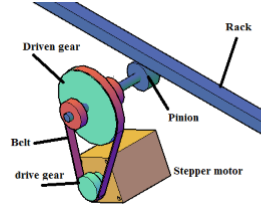 Rack
Driven gear
Pinion
Belt
Stepper motor
drive gear